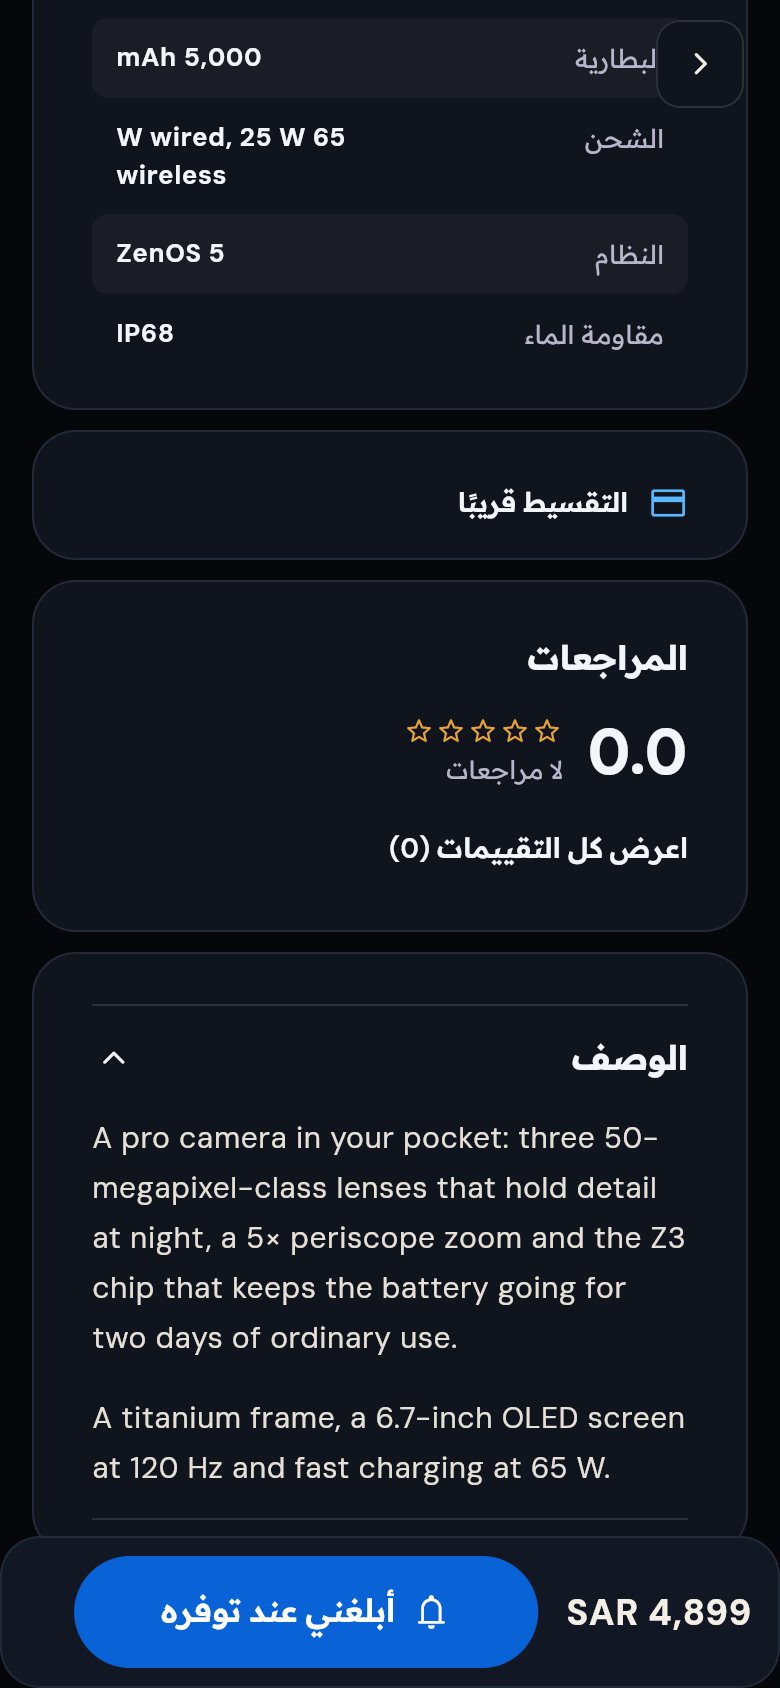 لبطارية
mAh 5,000
الشحن
W wired, 25 W 65
wireless
النظام
ZenOS 5
مقاومة الماء
IP68
التقسيط قريبًا
المراجعات
0.0
لا مراجعات
اعرض كل التقييمات (0)
الوصف
A pro camera in your pocket: three 50-
megapixel-class lenses that hold detail
at night, a 5× periscope zoom and the Z3
chip that keeps the battery going for
two days of ordinary use.
A titanium frame, a 6.7-inch OLED screen
at 120 Hz and fast charging at 65 W.
SAR 4,899
أبلغني عند توفره